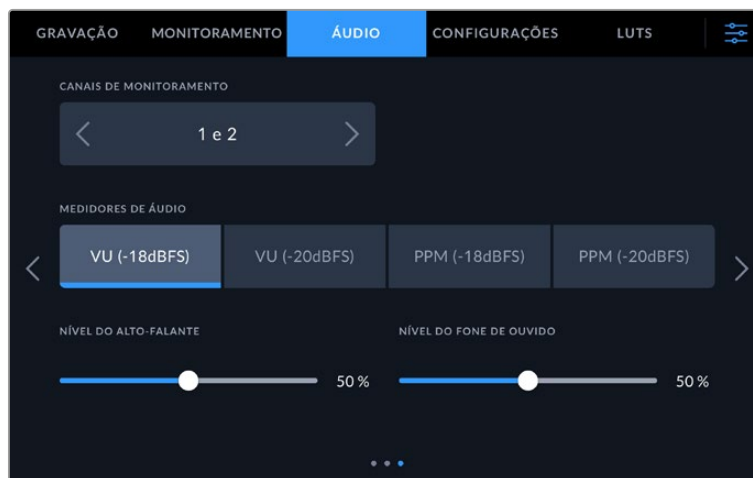 GRAVAÇÃO MONITORAMENTO ÁUDIO CONFIGURAÇÕES LUTS
CANAIS DE MONITORAMENTO
1 e 2
MEDIDORES DE ÁUDIO
VU (-18dBFS) VU (-20dBFS) PPM (-18dBFS) PPM (-20dBFS)
NÍVEL DO ALTO-FALANTE NÍVEL DO FONE DE OUVIDO
50 % 50 %